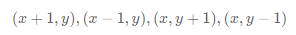 (x + 1, y), (x − 1, y), (x, y + 1), (x, y − 1)